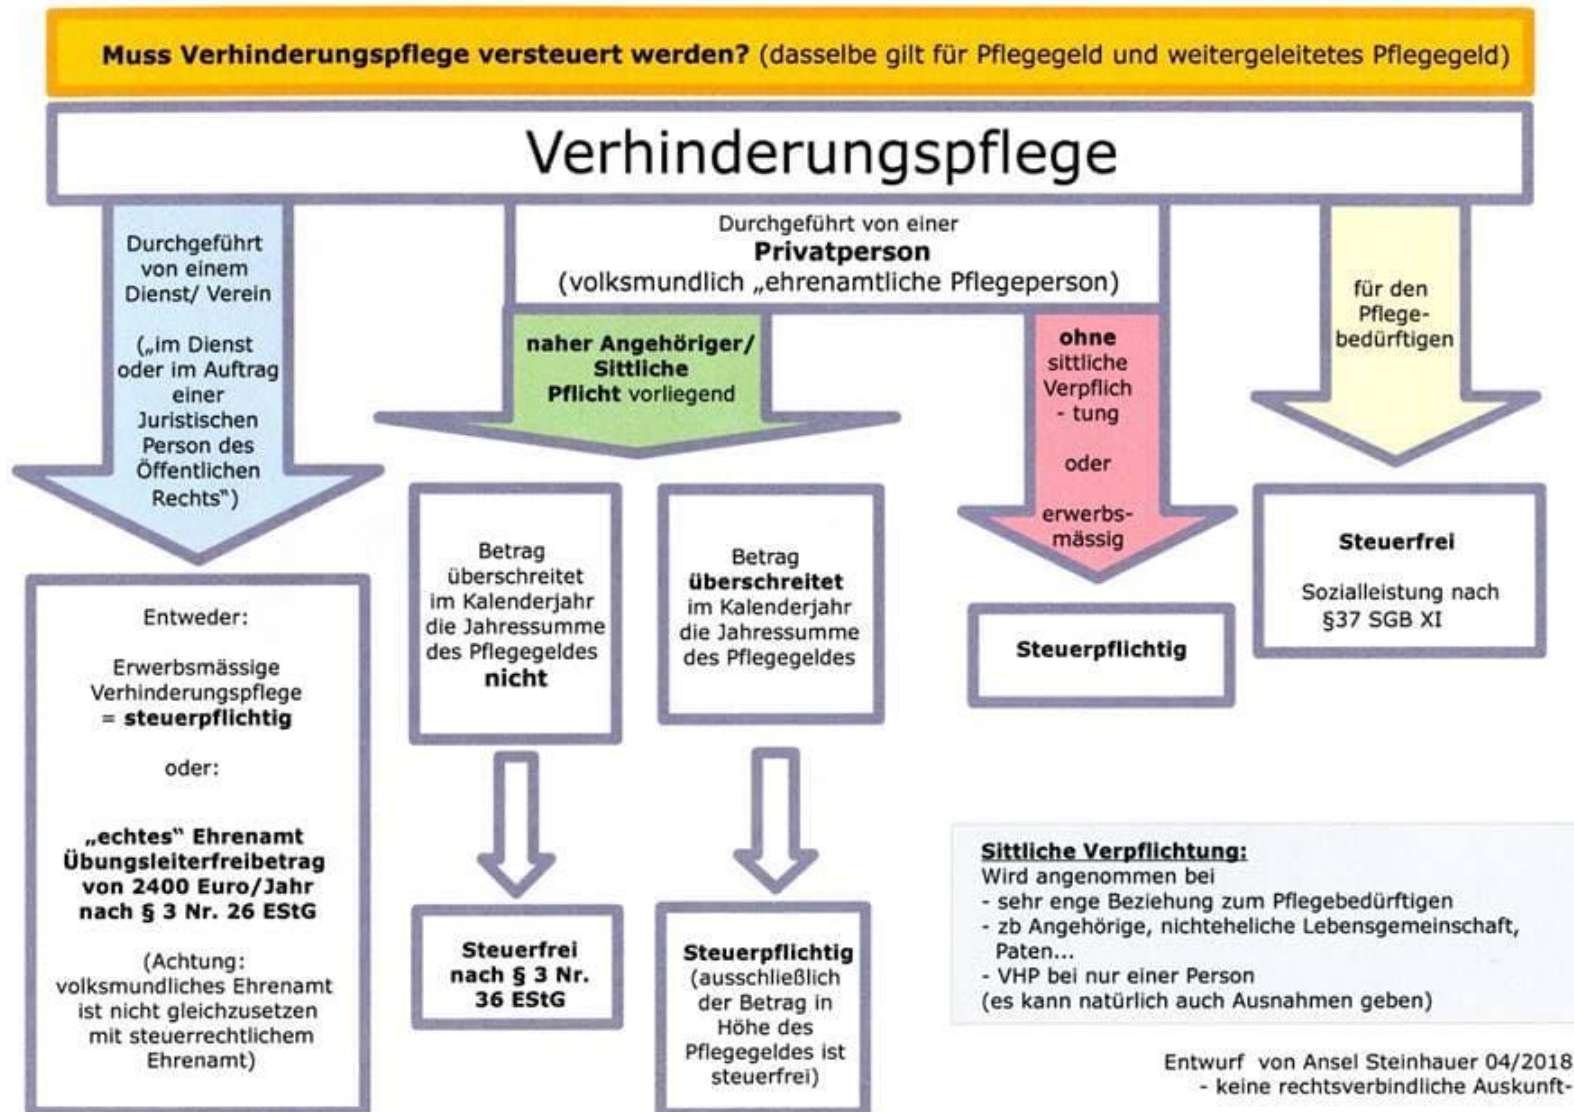 Muss Verhinderungspflege versteuert werden? (dasselbe gilt für Pflegegeld und weitergeleitetes Pflegegeld)
Verhinderungspflege
Durchgeführt
von einem
Dienst/ Verein
(„im Dienst
oder im Auftrag
einer
Juristischen
Person des
Öffentlichen
Rechts“)
Entweder:
Erwerbsmässige
Verhinderungspflege
= steuerpflichtig
oder:
„echtes“ Ehrenamt
Übungsleiterfreibetrag
von 2400 Euro/Jahr
nach § 3 Nr. 26 EStG
(Achtung:
volksmundliches Ehrenamt
ist nicht gleichzusetzen
mit steuerrechtlichem
Ehrenamt)
Durchgeführt von einer
Privatperson
(volksmundlich „ehrenamtliche Pflegeperson)
naher Angehöriger/
Sittliche
Pflicht vorliegend
Betrag
überschreitet
im Kalenderjahr
die Jahressumme
des Pflegegeldes
nicht
Steuerfrei
nach § 3 Nr.
36 EStG
Betrag
überschreitet
im Kalenderjahr
die Jahressumme
des Pflegegeldes
Steuerpflichtig
(ausschließlich
der Betrag in
Höhe des
Pflegegeldes ist
steuerfrei)
ohne
sittliche
Verpflich
- tung
oder
erwerbs-
mässig
Steuerpflichtig
für den
Pflege-
bedürftigen
Steuerfrei
Sozialleistung nach
§37 SGB XI
Sittliche Verpflichtung:
Wird angenommen bei
- sehr enge Beziehung zum Pflegebedürftigen
- zb Angehörige, nichteheliche Lebensgemeinschaft,
Paten...
- VHP bei nur einer Person
(es kann natürlich auch Ausnahmen geben)
Entwurf von Ansel Steinhauer 04/2018
- keine rechtsverbindliche Auskunft-